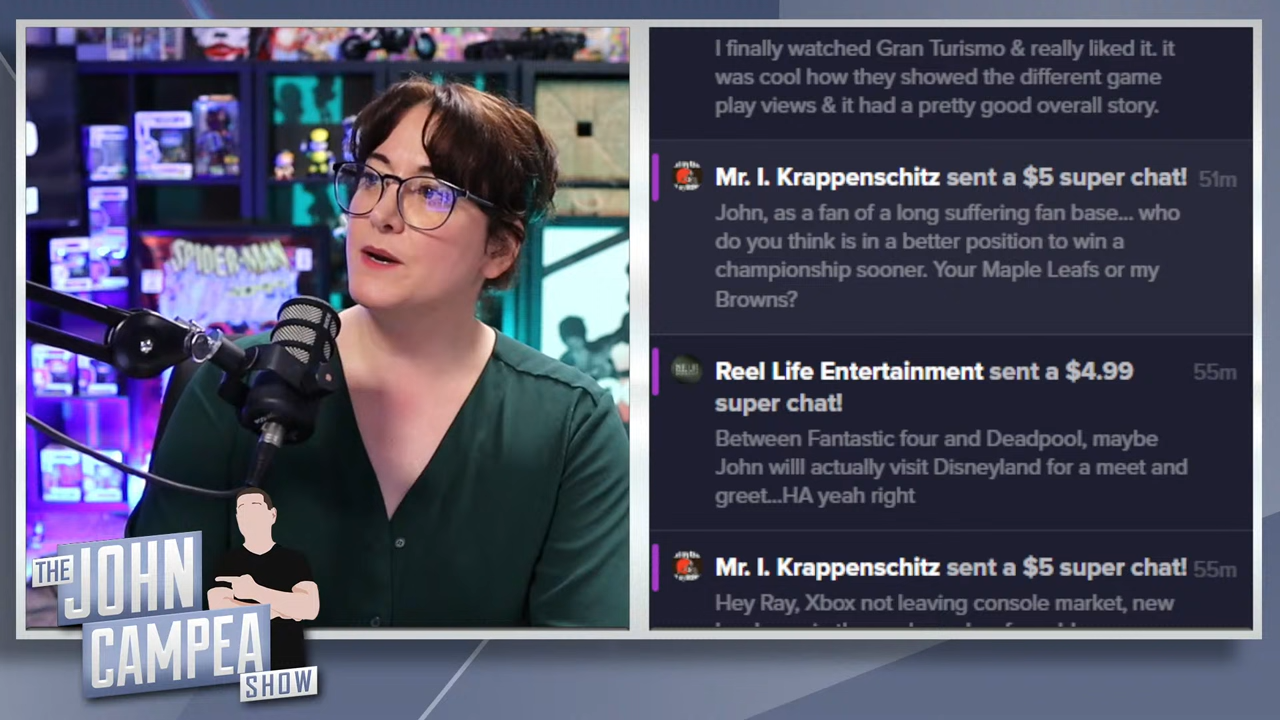 I finally watched Gran Turismo & really liked it. it
was cool how they showed the different game
play views & it had a pretty good overall story.
Mr. I. Krappenschitz sent a $5 super chat! 51m
John, as a fan of a long suffering fan base... who
do you think is in a better position to win a
championship sooner. Your Maple Leafs or my
Browns?
Reel Life Entertainment sent a $4.99 55m
super chat!
Between Fantastic four and Deadpool, maybe
John willl actually visit Disneyland for a meet and
greet...HA yeah right
Mr. I. Krappenschitz sent a $5 super chat! 55m
Hey Ray, Xbox not leaving console market, new
SPIDER-MAN
THE
JOHN
CAMPEA
SHOW